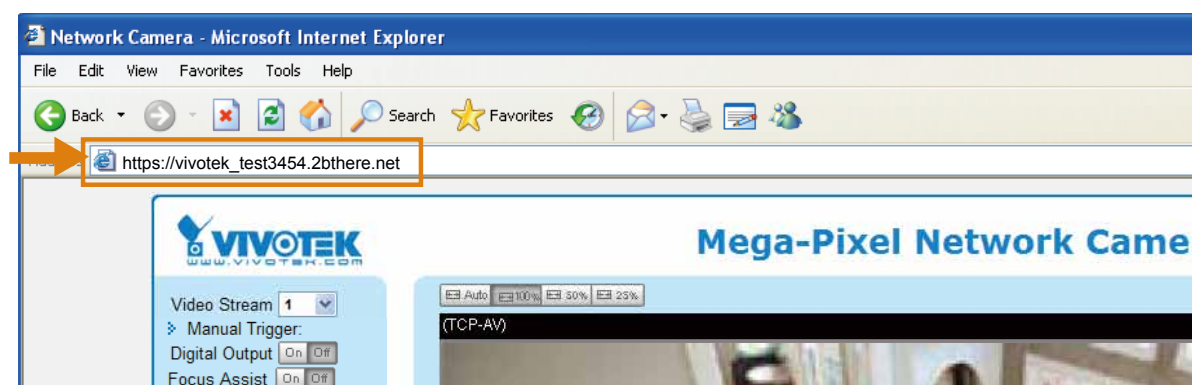 Network Camera - Microsoft Internet Explorer
File Edit View Favorites Tools Help
Back Search Favorites
https://vivotek_test3454.2bthere.net
VIVOTEK
www.vivotek.com
Mega-Pixel Network Came
Video Stream 1
Auto 100% 50% 25%
Manual Trigger:
(TCP-AV)
Digital Output On Off
Focus Assist On Off